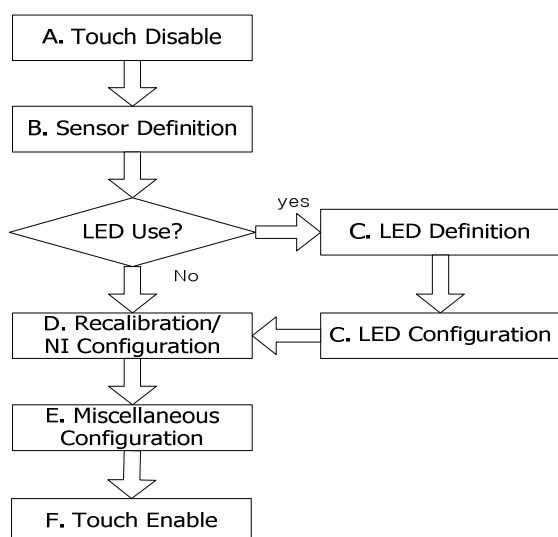 A. Touch Disable
B. Sensor Definition
LED Use?
yes
C. LED Definition
No
D. Recalibration/
NI Configuration
C. LED Configuration
E. Miscellaneous
Configuration
F. Touch Enable